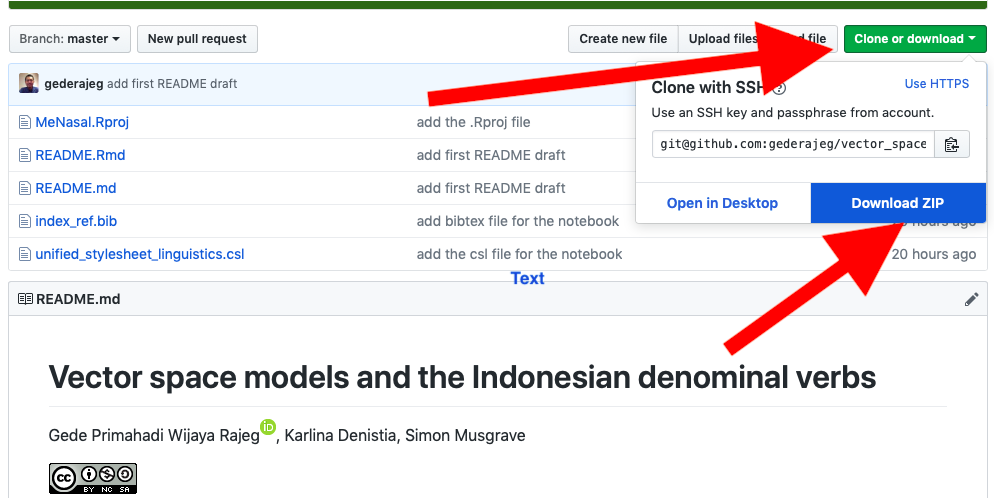 Branch: master New pull request Create new file Upload files file Clone or download
gederajeg add first README draft
Clone with SSH Use HTTPS
Use an SSH key and passphrase from account.
git@github.com:gederajeg/vector_space
Open in Desktop Download ZIP
MeNasal.Rproj add the .Rproj file
README.Rmd add first README draft
README.md add first README draft
index_ref.bib add bibtex file for the notebook hours ago
unified_stylesheet_linguistics.csl add the csl file for the notebook 20 hours ago
Text
README.md
Vector space models and the Indonesian denominal verbs
Gede Primahadi Wijaya Rajeg iD, Karlina Denistia, Simon Musgrave
cc BY NC SA